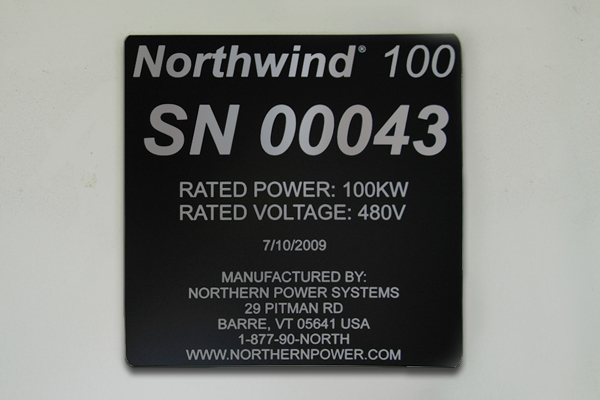 Northwind® 100
SN 00043
RATED POWER: 100KW
RATED VOLTAGE: 480V
7/10/2009
MANUFACTURED BY:
NORTHERN POWER SYSTEMS
29 PITMAN RD
BARRE, VT 05641 USA
1-877-90-NORTH
WWW.NORTHERNPOWER.COM